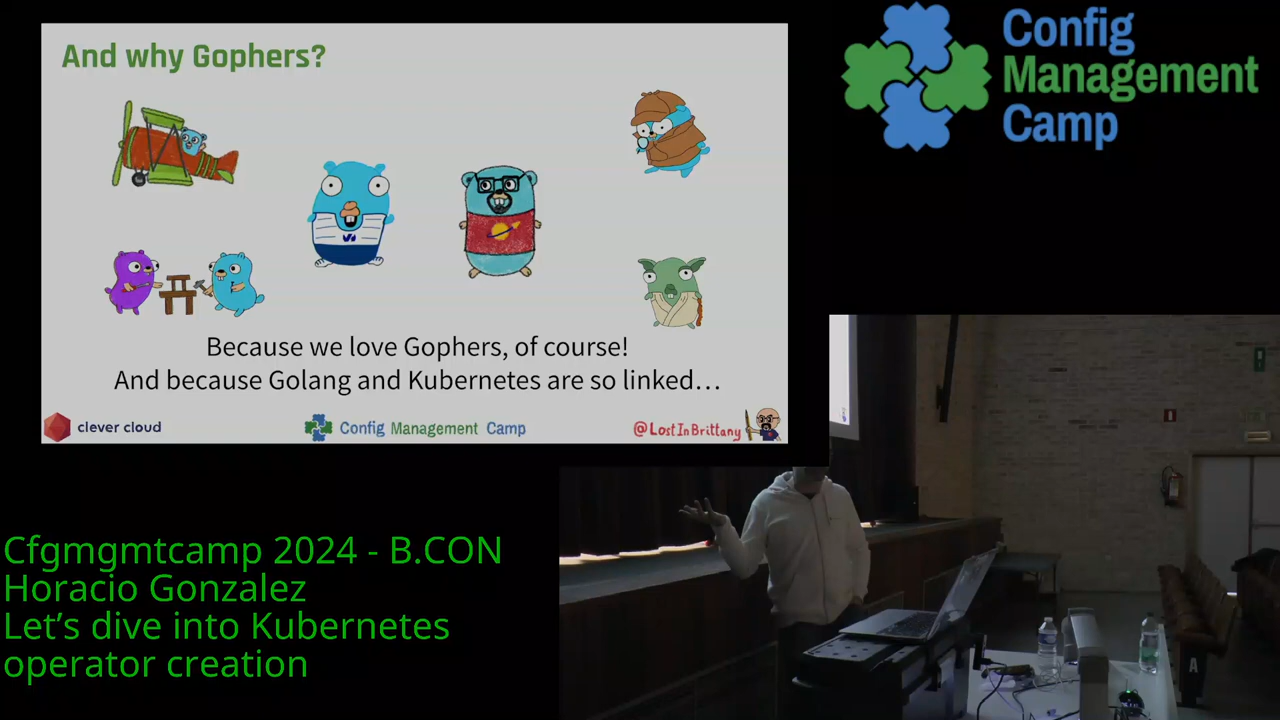 And why Gophers?
Because we love Gophers, of course!
And because Golang and Kubernetes are so linked…
clever cloud
Config Management Camp
@LostInBrittany
Config
Management
Camp
Cfgmgmtcamp 2024 - B.CON
Horacio Gonzalez
Let’s dive into Kubernetes
operator creation
A